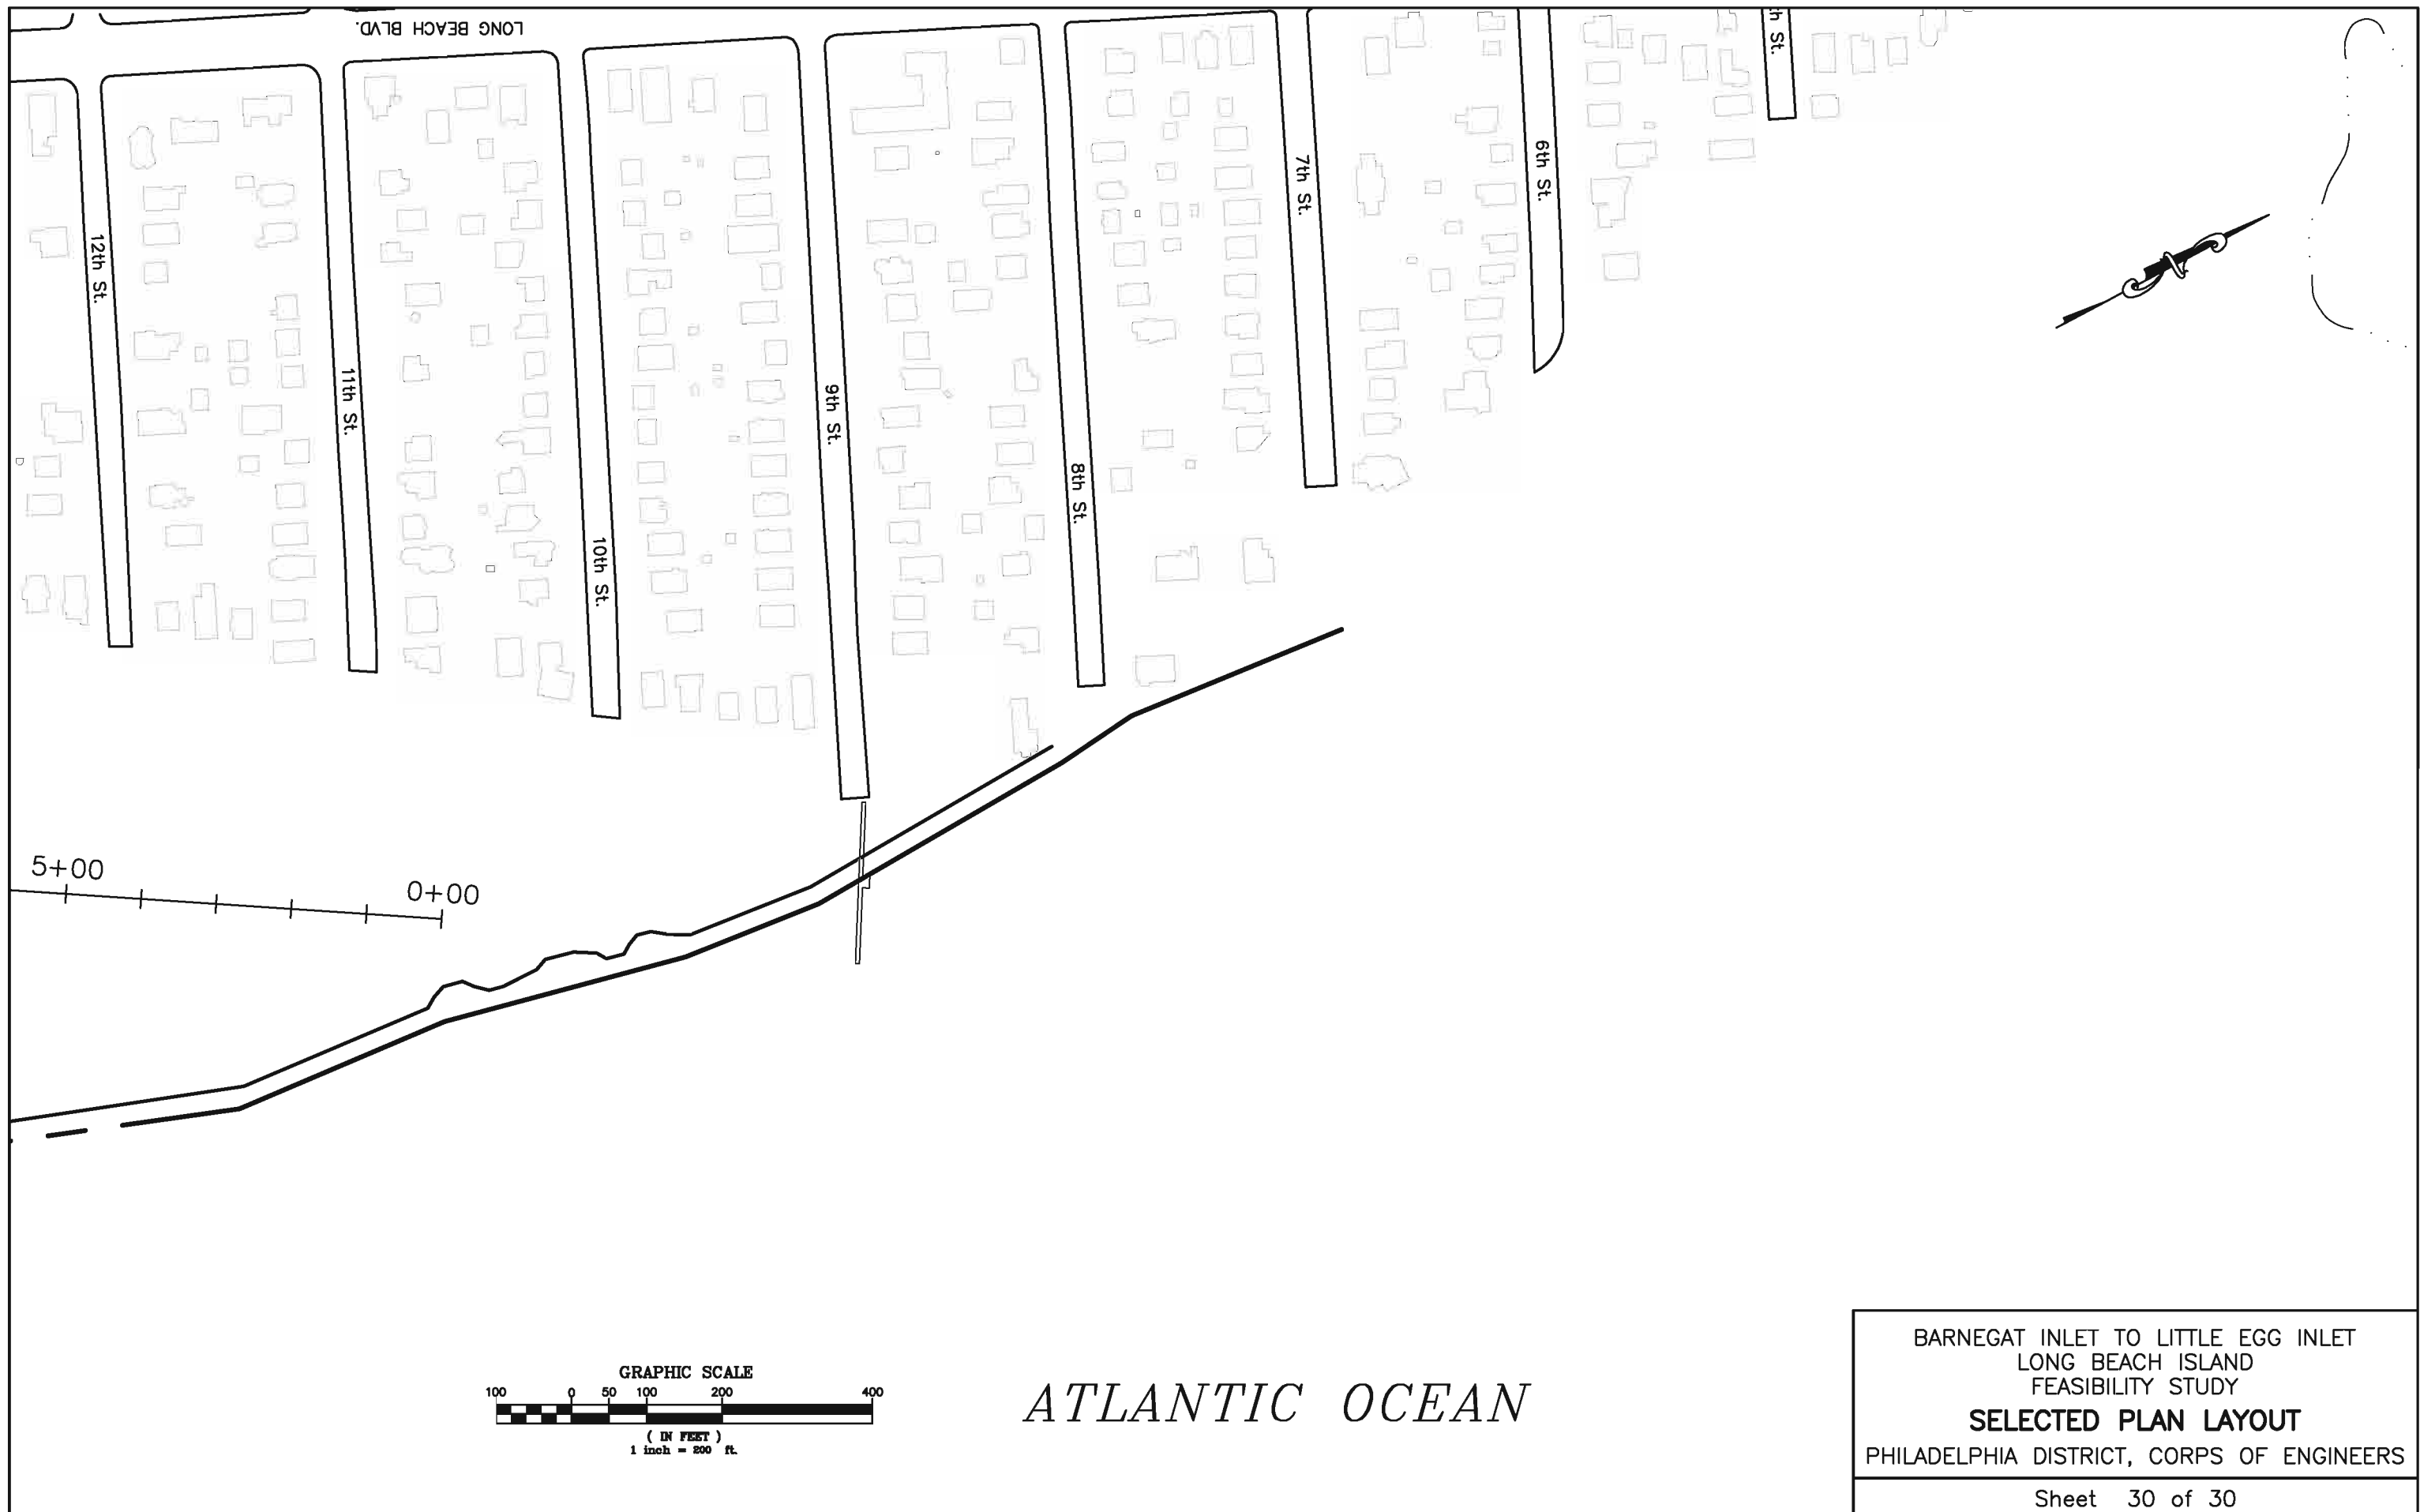 LONG BEACH BLVD.
12th St.
11th St.
10th St.
9th St.
8th St.
7th St.
6th St.
th St.
N
5+00
0+00
GRAPHIC SCALE
100 0 50 100 200 400
( IN FEET )
1 inch = 200 ft.
ATLANTIC OCEAN
BARNEGAT INLET TO LITTLE EGG INLET
LONG BEACH ISLAND
FEASIBILITY STUDY
SELECTED PLAN LAYOUT
PHILADELPHIA DISTRICT, CORPS OF ENGINEERS
Sheet 30 of 30